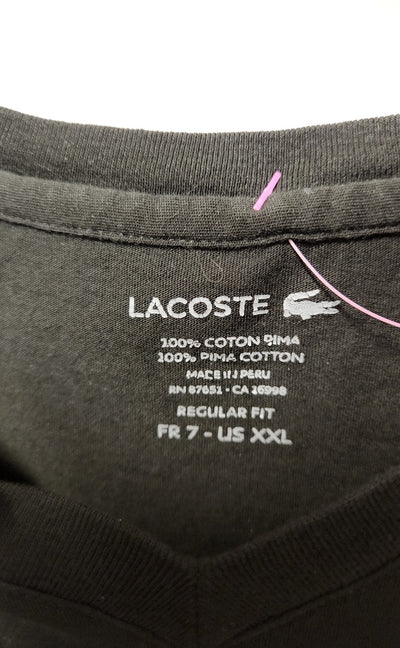 LACOSTE
100% COTON PIMA
100% PIMA COTTON
MADE IN PERU
RN 87651 - CA 16998
REGULAR FIT
FR 7 - US XXL